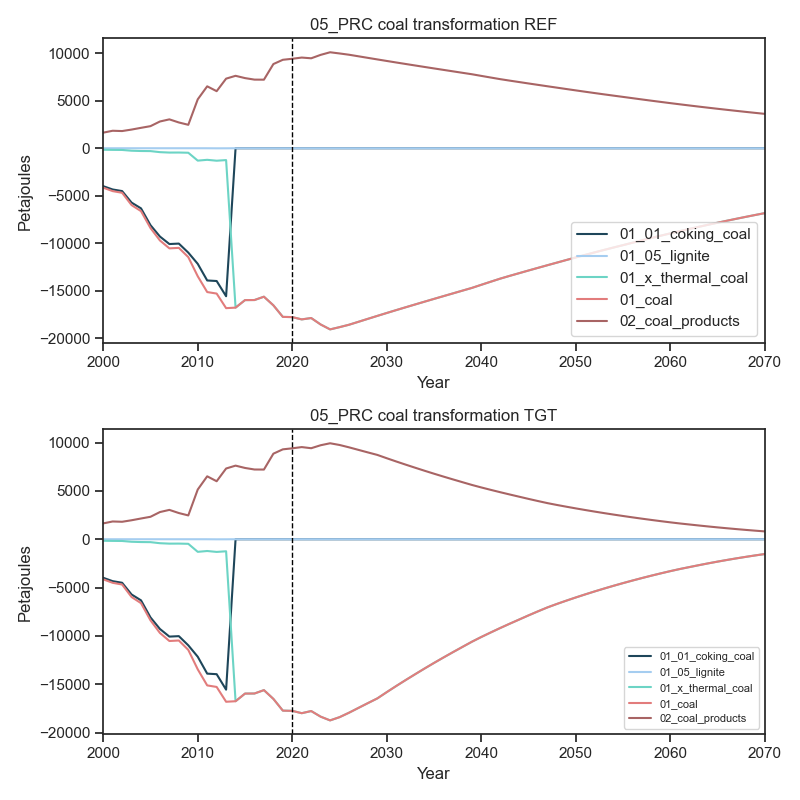 05_PRC coal transformation REF
10000
5000
0
−5000
−10000
−15000
−20000
Petajoules
01_01_coking_coal
01_05_lignite
01_x_thermal_coal
01_coal
02_coal_products
2000 2010 2020 2030 2040 2050 2060 2070
Year
05_PRC coal transformation TGT
10000
5000
0
−5000
−10000
−15000
−20000
Petajoules
01_01_coking_coal
01_05_lignite
01_x_thermal_coal
01_coal
02_coal_products
2000 2010 2020 2030 2040 2050 2060 2070
Year